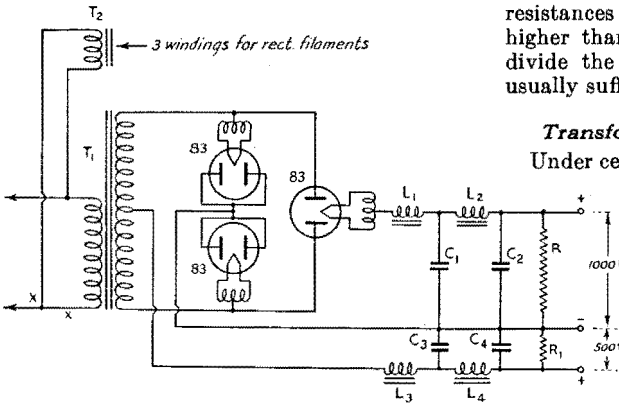 T2
3 windings for rect. filaments
resistances
higher than
divide the
usually suff
Transfo
Under ce
T1
83
83
83
L1
L2
C1
C2
R
1000
+
-
X
X
C3
C4
R1
500
+
L3
L4